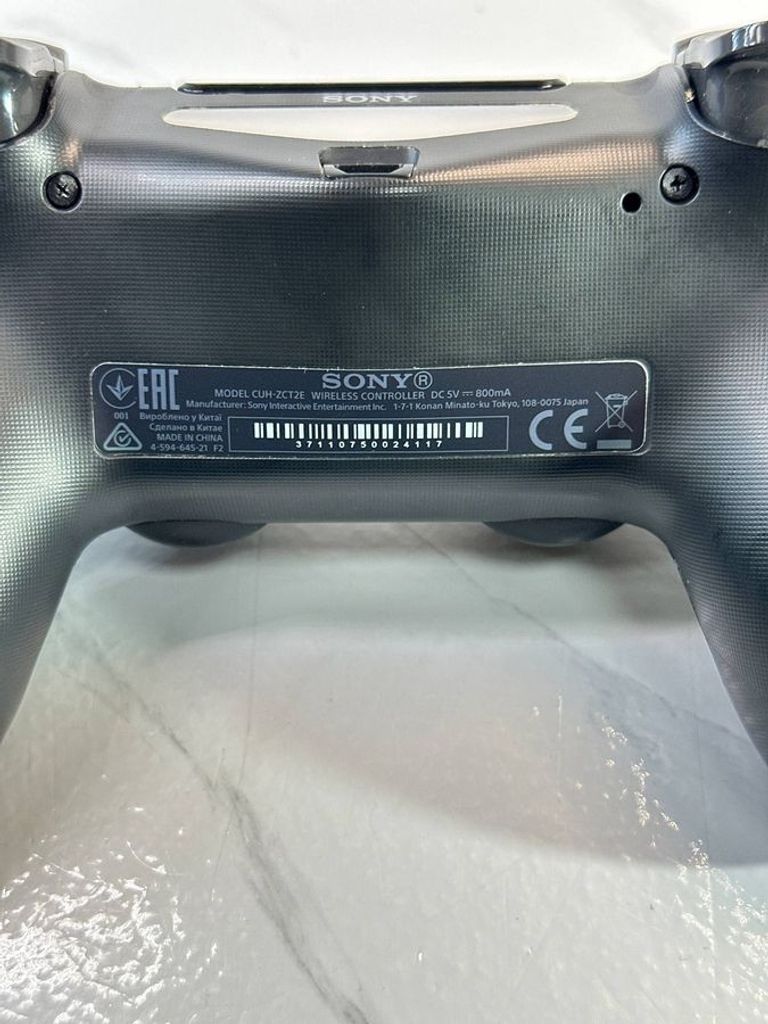 SONY
SONY®
EAC
MODEL CUH-ZCT2E WIRELESS CONTROLLER DC 5V ⎓ 800mA
Manufacturer: Sony Interactive Entertainment Inc. 1-7-1 Konan Minato-ku Tokyo, 108-0075 Japan
001
Вироблено у Китаї
Сделано в Китае
MADE IN CHINA
4-594-645-21 F2
37110750024117
CE